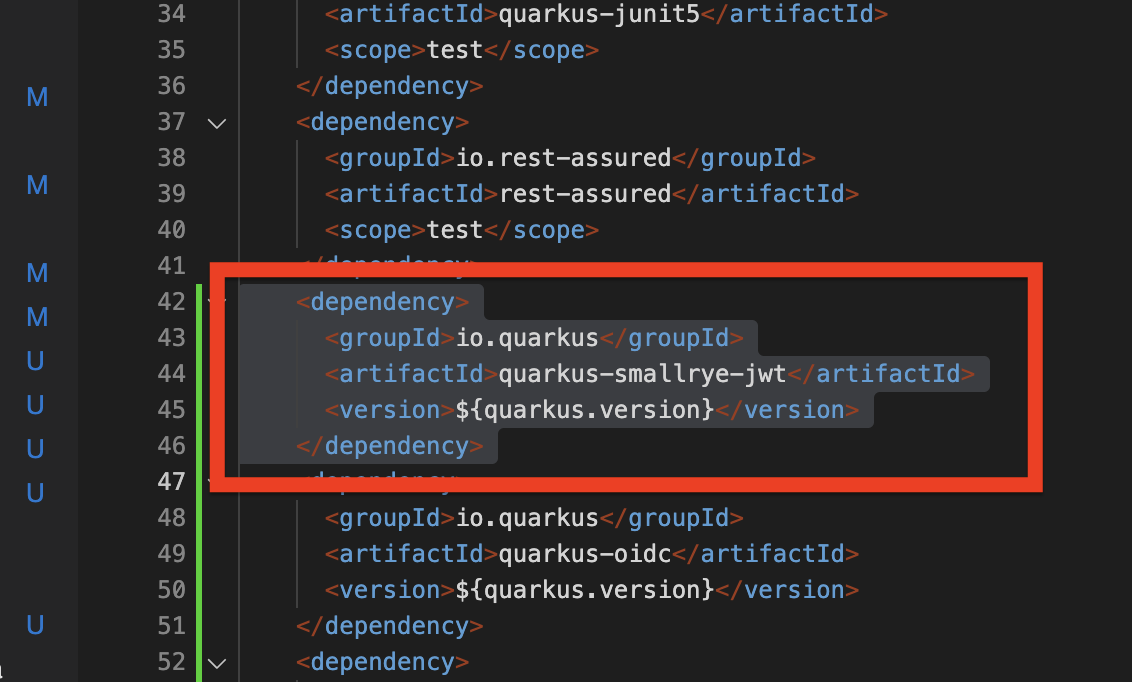 34 <artifactId>quarkus-junit5</artifactId>
35 <scope>test</scope>
36 </dependency>
M
37 <dependency>
38 <groupId>io.rest-assured</groupId>
M
39 <artifactId>rest-assured</artifactId>
40 <scope>test</scope>
41 </dependency>
M
42 <dependency>
M
43 <groupId>io.quarkus</groupId>
U
44 <artifactId>quarkus-smallrye-jwt</artifactId>
U
45 <version>${quarkus.version}</version>
U
46 </dependency>
U
47 <dependency>
48 <groupId>io.quarkus</groupId>
49 <artifactId>quarkus-oidc</artifactId>
50 <version>${quarkus.version}</version>
U
51 </dependency>
52 <dependency>